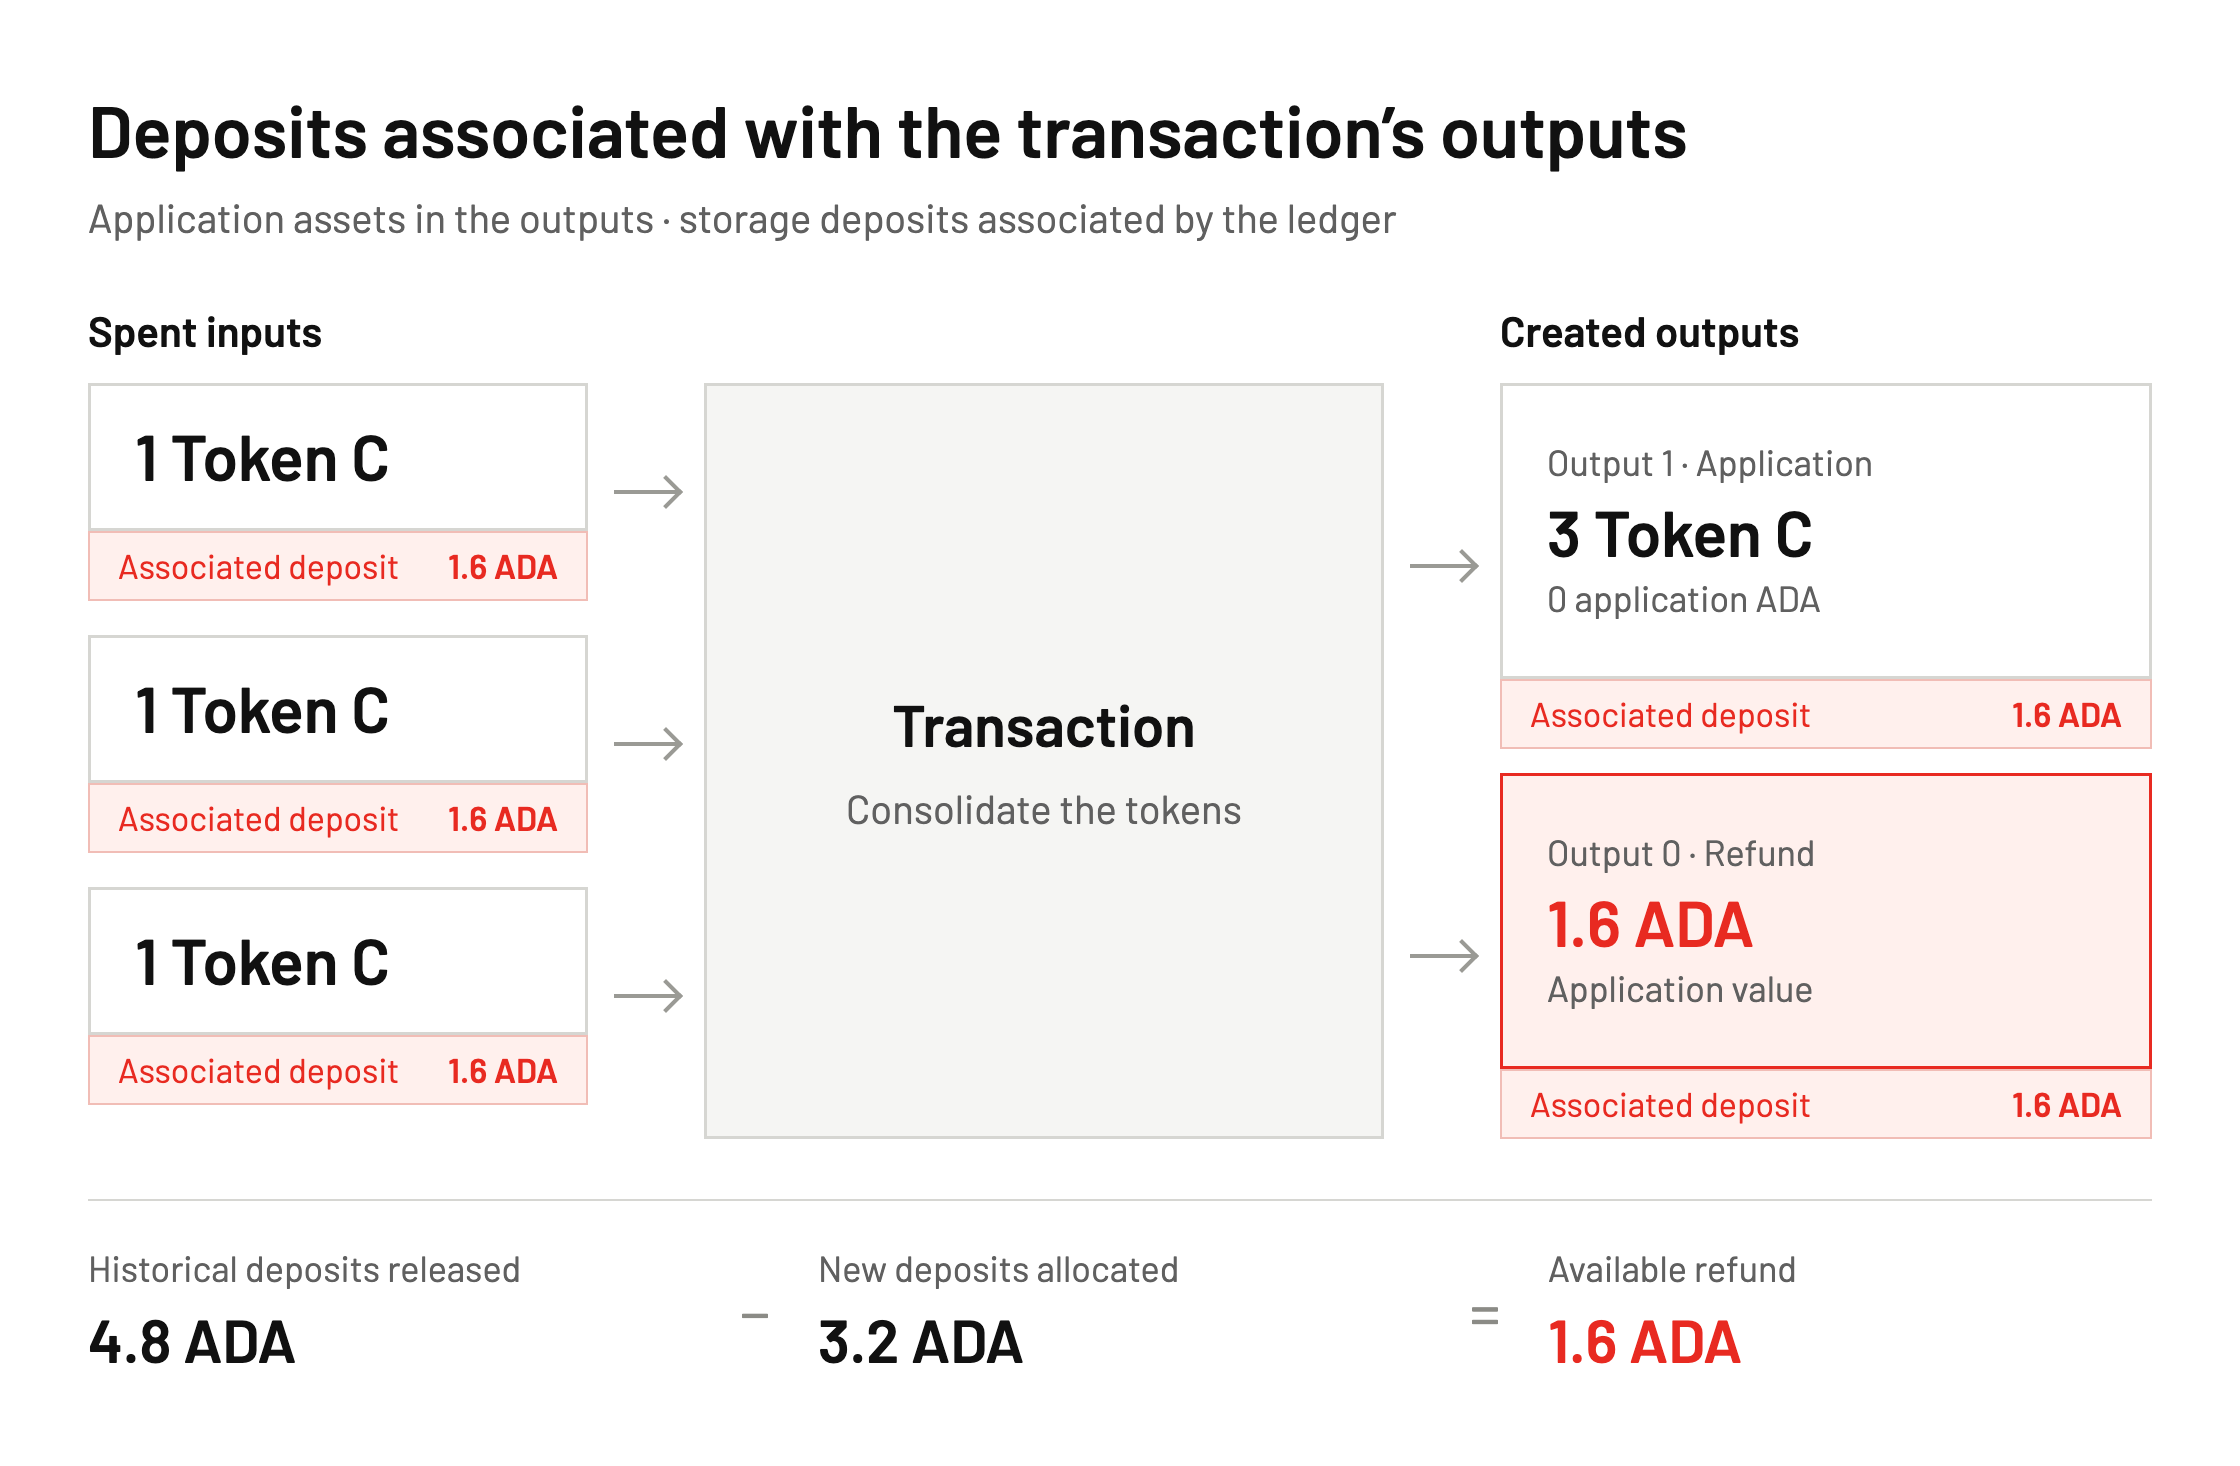 Deposits associated with the transaction’s outputs
Application assets in the outputs · storage deposits associated by the ledger
Spent inputs
1 Token C
Associated deposit 1.6 ADA
1 Token C
Associated deposit 1.6 ADA
1 Token C
Associated deposit 1.6 ADA
Transaction
Consolidate the tokens
Created outputs
Output 1 · Application
3 Token C
0 application ADA
Associated deposit 1.6 ADA
Output 0 · Refund
1.6 ADA
Application value
Associated deposit 1.6 ADA
Historical deposits released
4.8 ADA
−
New deposits allocated
3.2 ADA
=
Available refund
1.6 ADA